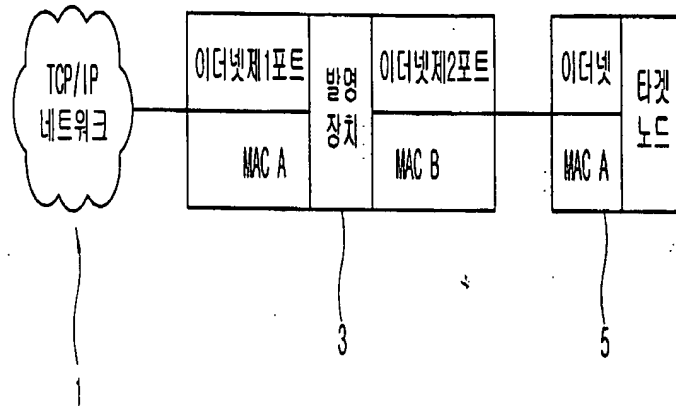 TCP/IP
네트워크
이더넷제1포트
MAC A
발명
장치
이더넷제2포트
MAC B
이더넷
MAC A
타겟
노드
1
3
5